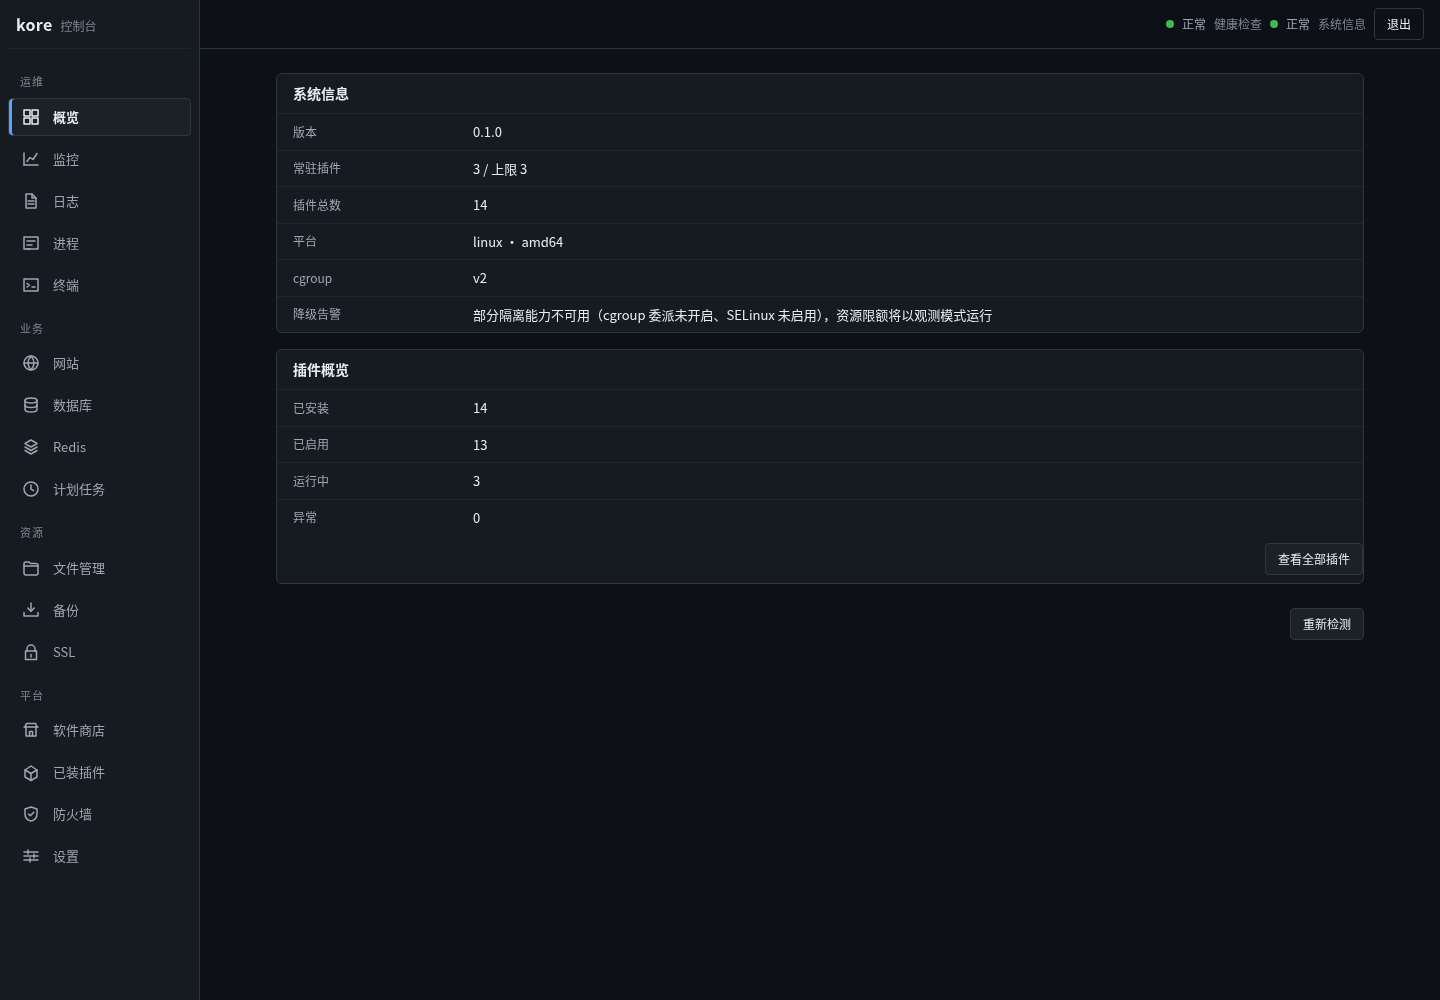 kore 控制台
正常 健康检查 正常 系统信息 退出
运维
概览
监控
日志
进程
终端
业务
网站
数据库
Redis
计划任务
资源
文件管理
备份
SSL
平台
软件商店
已装插件
防火墙
设置
系统信息
版本 0.1.0
常驻插件 3 / 上限 3
插件总数 14
平台 linux · amd64
cgroup v2
降级告警 部分隔离能力不可用（cgroup 委派未开启、SELinux 未启用），资源限额将以观测模式运行
插件概览
已安装 14
已启用 13
运行中 3
异常 0
查看全部插件
重新检测